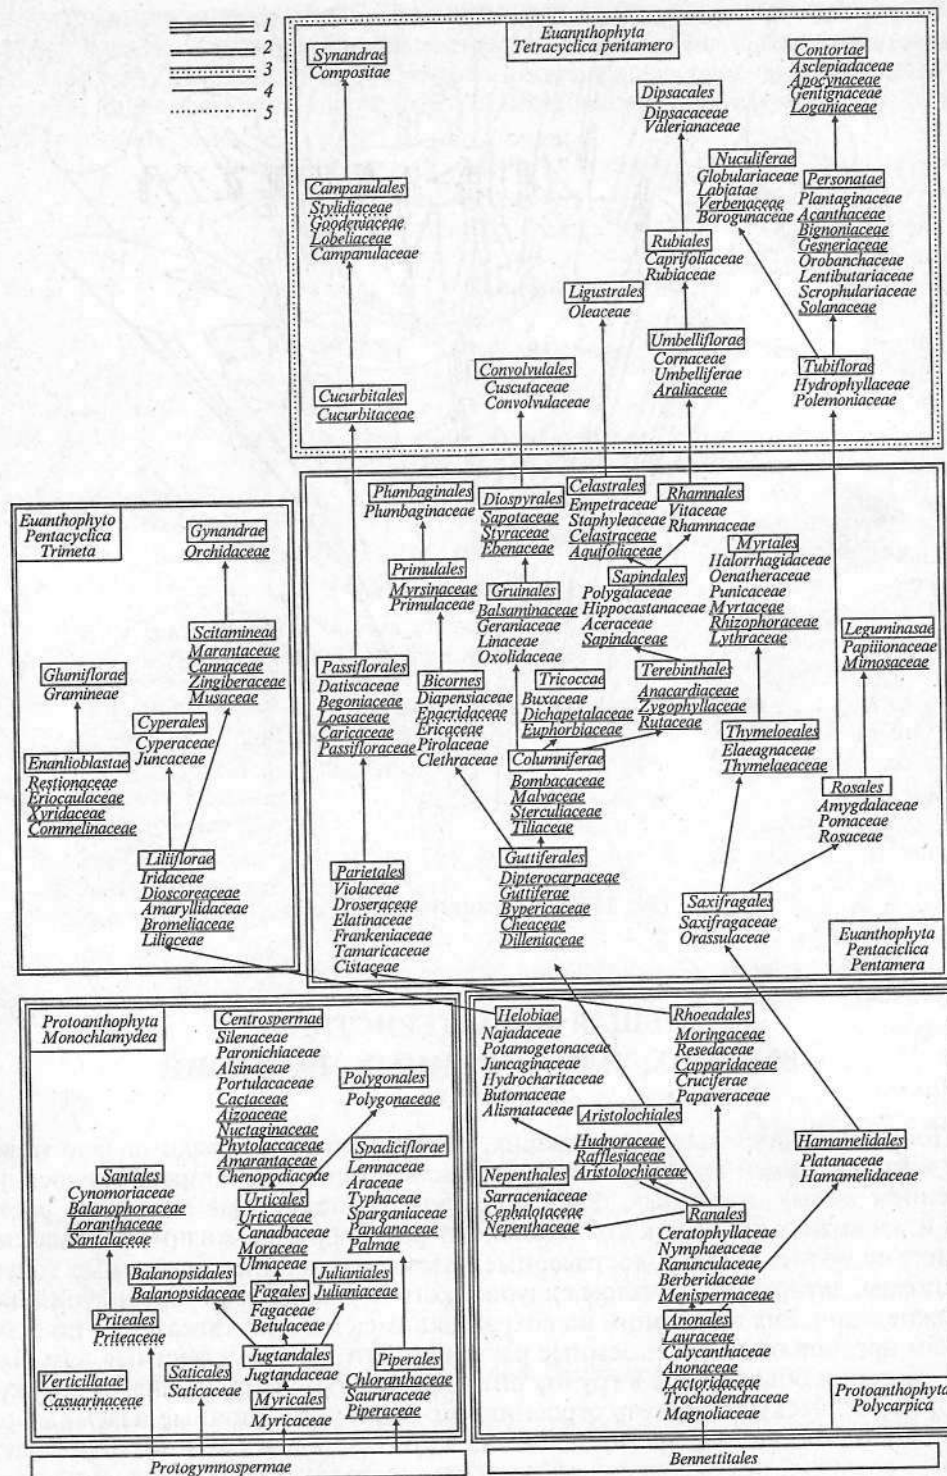 1
2
3
4
5
Euannthophyta
Tetracyclica pentamero
Synandrae
Compositae
Contortae
Asclepiadaceae
Apocynaceae
Gentignaceae
Loganiaceae
Dipsacales
Dipsacaceae
Valerianaceae
Nuculiferae
Globulariaceae
Labiatae
Verbenaceae
Borogunaceae
Personatae
Plantaginaceae
Acanthaceae
Bignoniaceae
Gesneriaceae
Orobanchaceae
Lentibutariaceae
Scrophulariaceae
Solanaceae
Campanulales
Stylidiaceae
Goodeniaceae
Lobeliaceae
Campanulaceae
Rubiales
Caprifoliaceae
Rubiaceae
Ligustrales
Oleaceae
Umbelliflorae
Cornaceae
Umbelliferae
Araliaceae
Tubiflorae
Hydrophyllaceae
Polemoniaceae
Convolvulales
Cuscutaceae
Convolvulaceae
Cucurbitales
Cucurbitaceae
Euanthophyto
Pentacyclica
Trimeta
Gynandrae
Orchidaceae
Scitamineae
Marantaceae
Cannaceae
Zingiberaceae
Musaceae
Glumiflorae
Gramineae
Cyperales
Cyperaceae
Juncaceae
Enanlioblastae
Restionaceae
Eriocaulaceae
Xyridaceae
Commelinaceae
Liliiflorae
Iridaceae
Dioscoreaceae
Amaryllidaceae
Bromeliaceae
Liliaceae
Plumbaginales
Plumbaginaceae
Diospyrales
Sapotaceae
Styraceae
Ebenaceae
Celastrales
Empetraceae
Staphyleaceae
Celastraceae
Aquifoliaceae
Rhamnales
Vitaceae
Rhamnaceae
Primulales
Myrsinaceae
Primulaceae
Gruinales
Balsaminaceae
Geraniaceae
Linaceae
Oxolidaceae
Sapindales
Polygalaceae
Hippocastanaceae
Aceraceae
Sapindaceae
Myrtales
Halorrhagidaceae
Oenatheraceae
Punicaceae
Myrtaceae
Rhizophoraceae
Lythraceae
Leguminasae
Papiiionaceae
Mimosaceae
Passiflorales
Datiscaceae
Begoniaceae
Loasaceae
Caricaceae
Passifloraceae
Bicornes
Diapensiaceae
Epacridaceae
Ericaceae
Pirolaceae
Clethraceae
Tricoccae
Buxaceae
Dichapetalaceae
Euphorbiaceae
Terebinthales
Anacardiaceae
Zygophyllaceae
Rutaceae
Columniferae
Bombacaceae
Malvaceae
Sterculiaceae
Tiliaceae
Thymeloeales
Elaeagnaceae
Thymelaeaceae
Rosales
Amygdalaceae
Pomaceae
Rosaceae
Parietales
Violaceae
Droseraceae
Elatinaceae
Frankeniaceae
Tamaricaceae
Cistaceae
Guttiferales
Dipterocarpaceae
Guttiferae
Bypericaceae
Cheaceae
Dilleniaceae
Saxifragales
Saxifragaceae
Orassulaceae
Euanthophyta
Pentaciclica
Pentamera
Protoanthophyta
Monochlamydea
Centrospermae
Silenaceae
Paronichiaceae
Alsinaceae
Portulacaceae
Cactaceae
Aizoaceae
Nuctaginaceae
Phytolaccaceae
Amarantaceae
Chenopodiaceae
Polygonales
Polygonaceae
Spadiciflorae
Lemnaceae
Araceae
Typhaceae
Sparganiaceae
Pandanaceae
Palmae
Santales
Cynomoriaceae
Balanophoraceae
Loranthaceae
Santalaceae
Urticales
Urticaceae
Canadbaceae
Moraceae
Ulmaceae
Balanopsidales
Balanopsidaceae
Fagales
Fagaceae
Betulaceae
Julianiales
Julianiaceae
Priteales
Priteaceae
Verticillatae
Casuarinaceae
Saticales
Saticaceae
Jugtandales
Jugtandaceae
Myricales
Myricaceae
Piperales
Chloranthaceae
Saururaceae
Piperaceae
Protogymnospermae
Helobiae
Najadaceae
Potamogetonaceae
Juncaginaceae
Hydrocharitaceae
Butomaceae
Alismataceae
Rhoeadales
Moringaceae
Resedaceae
Capparidaceae
Cruciferae
Papaveraceae
Aristolochiales
Hudnoraceae
Rafflesiaceae
Aristolochiaceae
Hamamelidales
Platanaceae
Hamamelidaceae
Nepenthales
Sarraceniaceae
Cephalotaceae
Nepenthaceae
Ranales
Ceratophyllaceae
Nymphaeaceae
Ranunculaceae
Berberidaceae
Menispermaceae
Anonales
Lauraceae
Calycanthaceae
Anonaceae
Lactoridaceae
Trochodendraceae
Magnoliaceae
Protoanthophyta
Polycarpica
Bennettitales